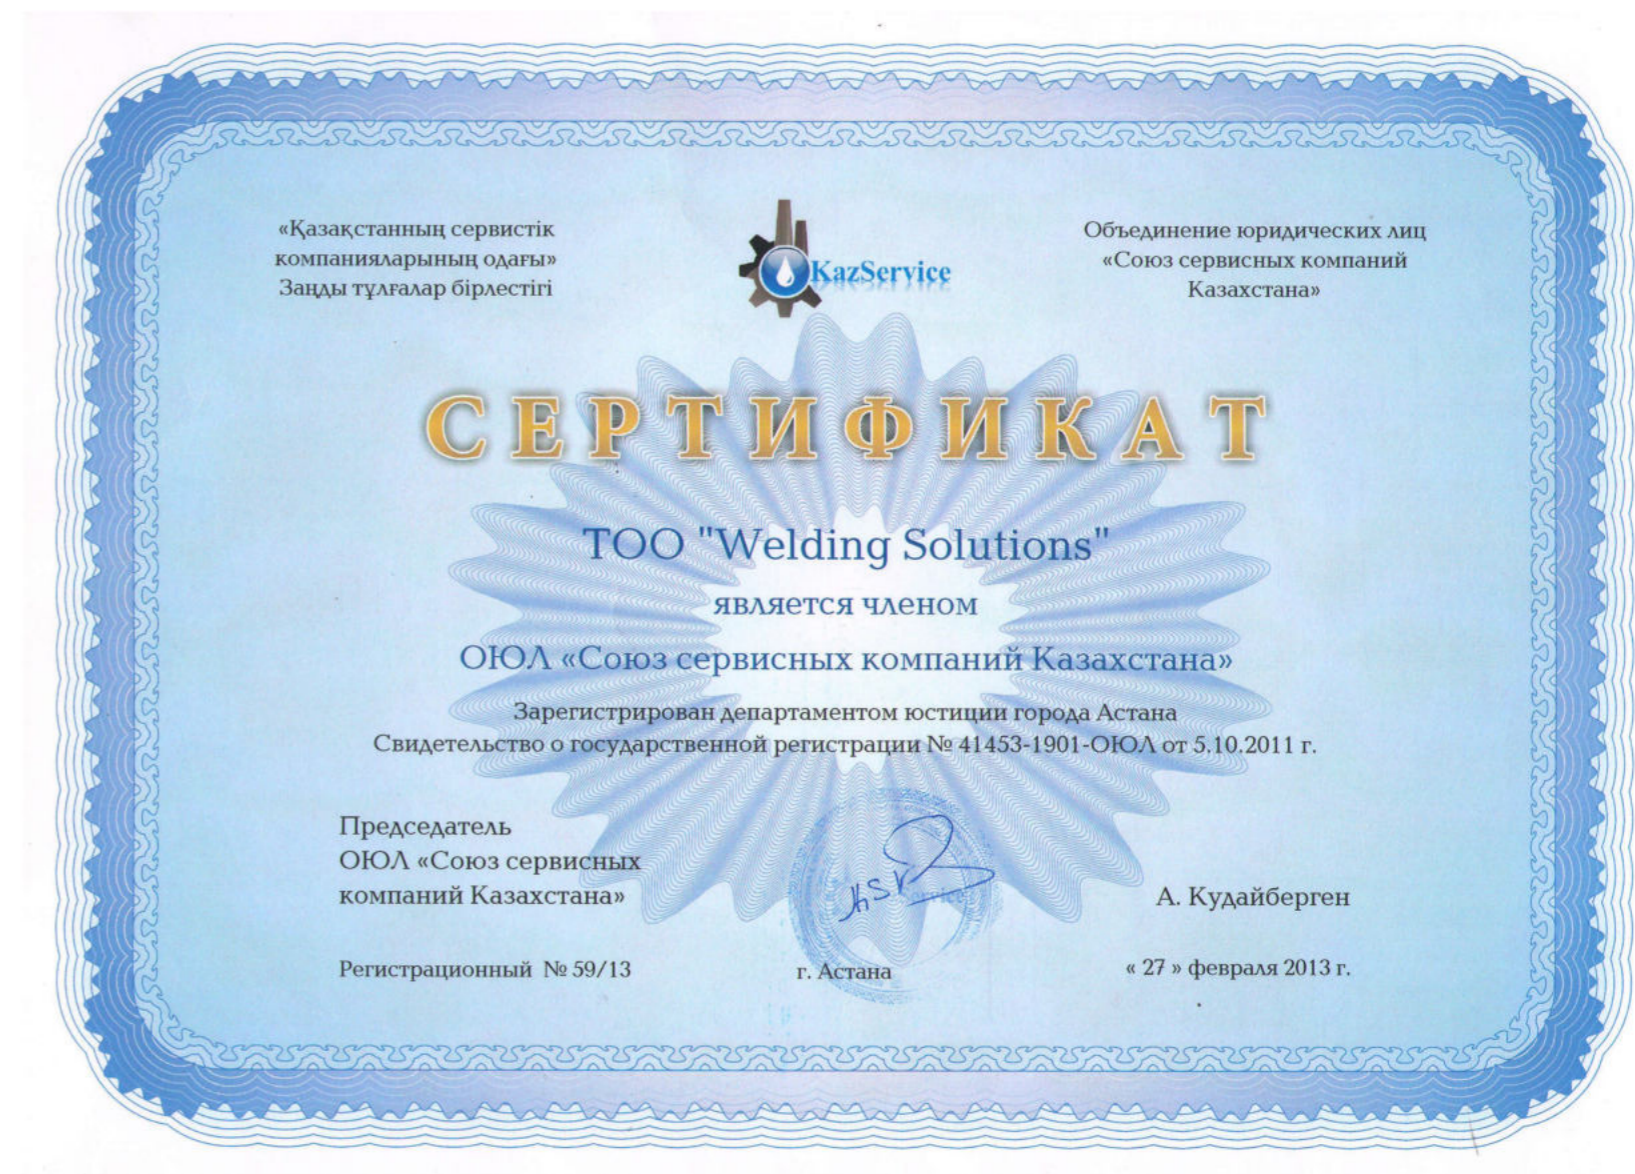 «Қазақстанның сервистік
компанияларының одағы»
Заңды тұлғалар бірлестігі
KazService
Объединение юридических лиц
«Союз сервисных компаний
Казахстана»
СЕРТИФИКАТ
ТОО "Welding Solutions"
является членом
ОЮЛ «Союз сервисных компаний Казахстана»
Зарегистрирован департаментом юстиции города Астана
Свидетельство о государственной регистрации № 41453-1901-ОЮЛ от 5.10.2011 г.
Председатель
ОЮЛ «Союз сервисных
компаний Казахстана»
А. Кудайберген
Регистрационный № 59/13
г. Астана
« 27 » февраля 2013 г.